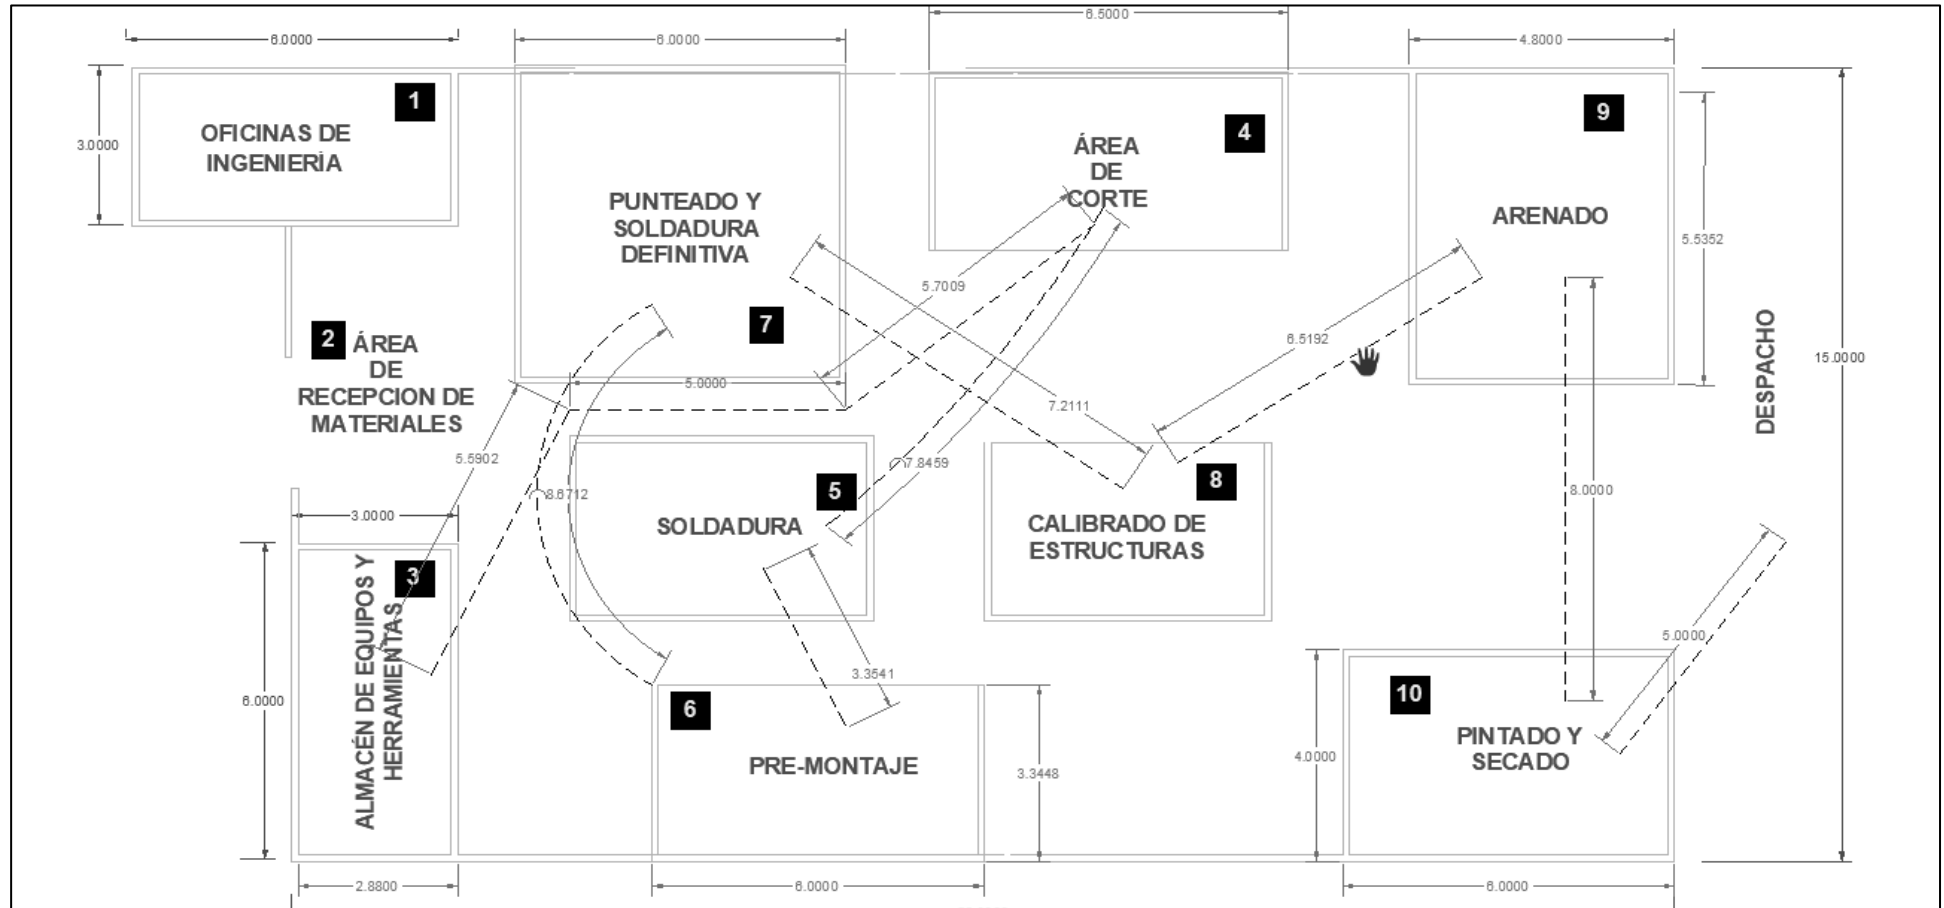 6.0000
6.0000
6.5000
4.8000
1
OFICINAS DE
INGENIERÍA
3.0000
PUNTEADO Y
SOLDADURA
DEFINITIVA
7
4
ÁREA
DE
CORTE
9
ARENADO
5.5352
2
ÁREA
DE
RECEPCION DE
MATERIALES
5.0000
5.7009
7.2111
6.5192
DESPACHO
15.0000
5.5902
8.6712
7.8459
5
SOLDADURA
8
CALIBRADO DE
ESTRUCTURAS
8.0000
3.0000
3
ALMACÉN DE EQUIPOS Y
HERRAMIENTAS
6.0000
2.8800
3.3541
6
PRE-MONTAJE
3.3448
6.0000
5.0000
10
PINTADO Y
SECADO
4.0000
6.0000